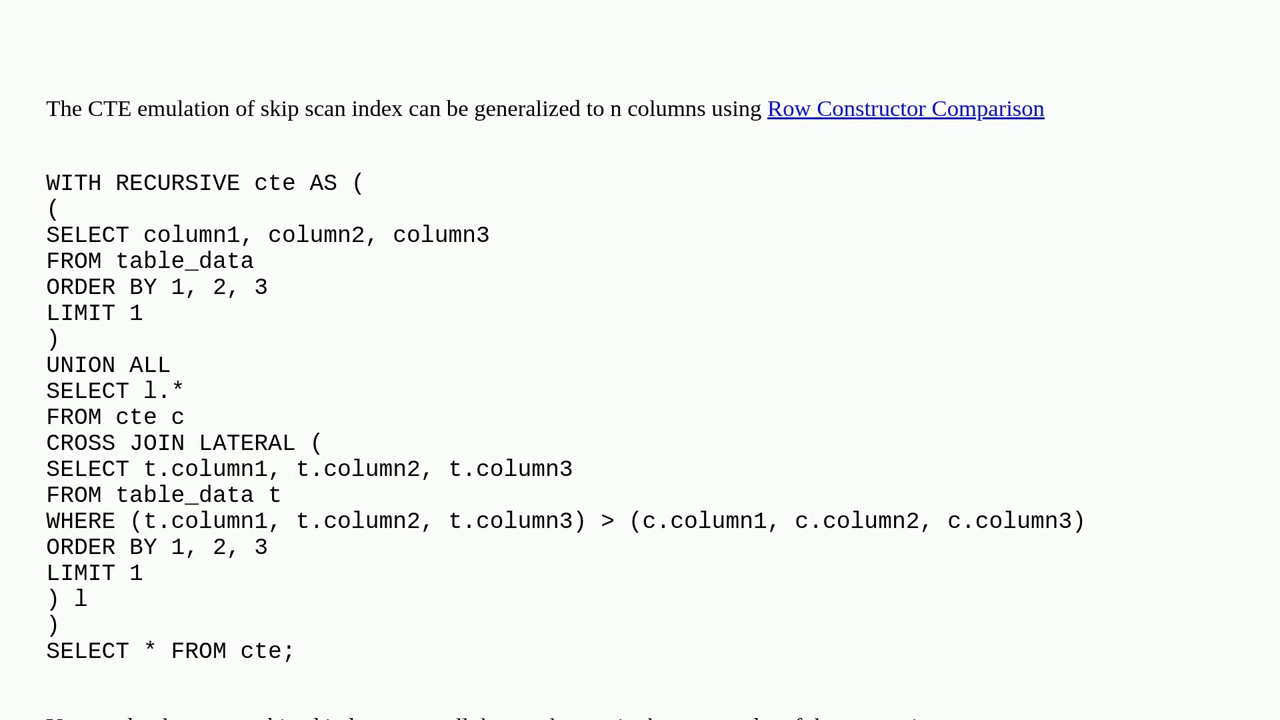 The CTE emulation of skip scan index can be generalized to n columns using Row Constructor Comparison
WITH RECURSIVE cte AS (
(
SELECT column1, column2, column3
FROM table_data
ORDER BY 1, 2, 3
LIMIT 1
)
UNION ALL
SELECT l.*
FROM cte c
CROSS JOIN LATERAL (
SELECT t.column1, t.column2, t.column3
FROM table_data t
WHERE (t.column1, t.column2, t.column3) > (c.column1, c.column2, c.column3)
ORDER BY 1, 2, 3
LIMIT 1
) l
)
SELECT * FROM cte;